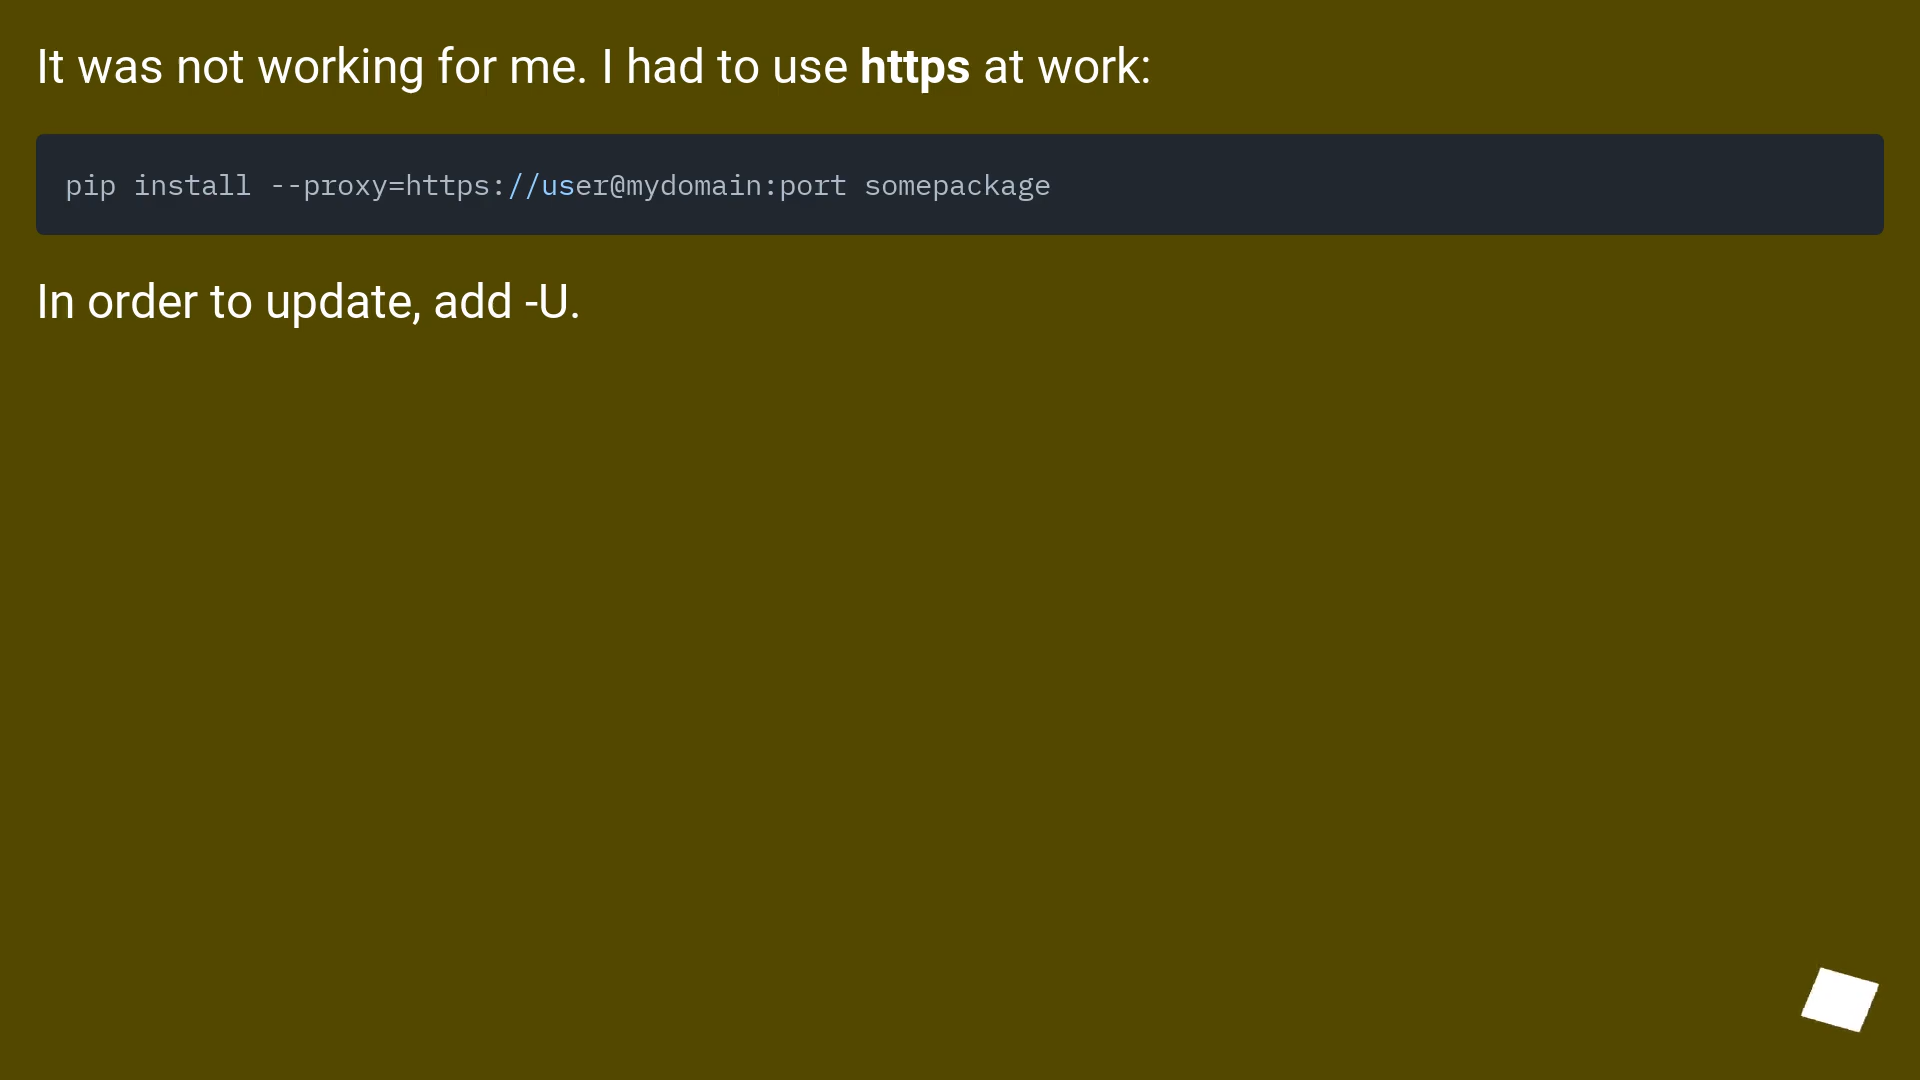 It was not working for me. I had to use https at work:
pip install --proxy=https://user@mydomain:port somepackage
In order to update, add -U.